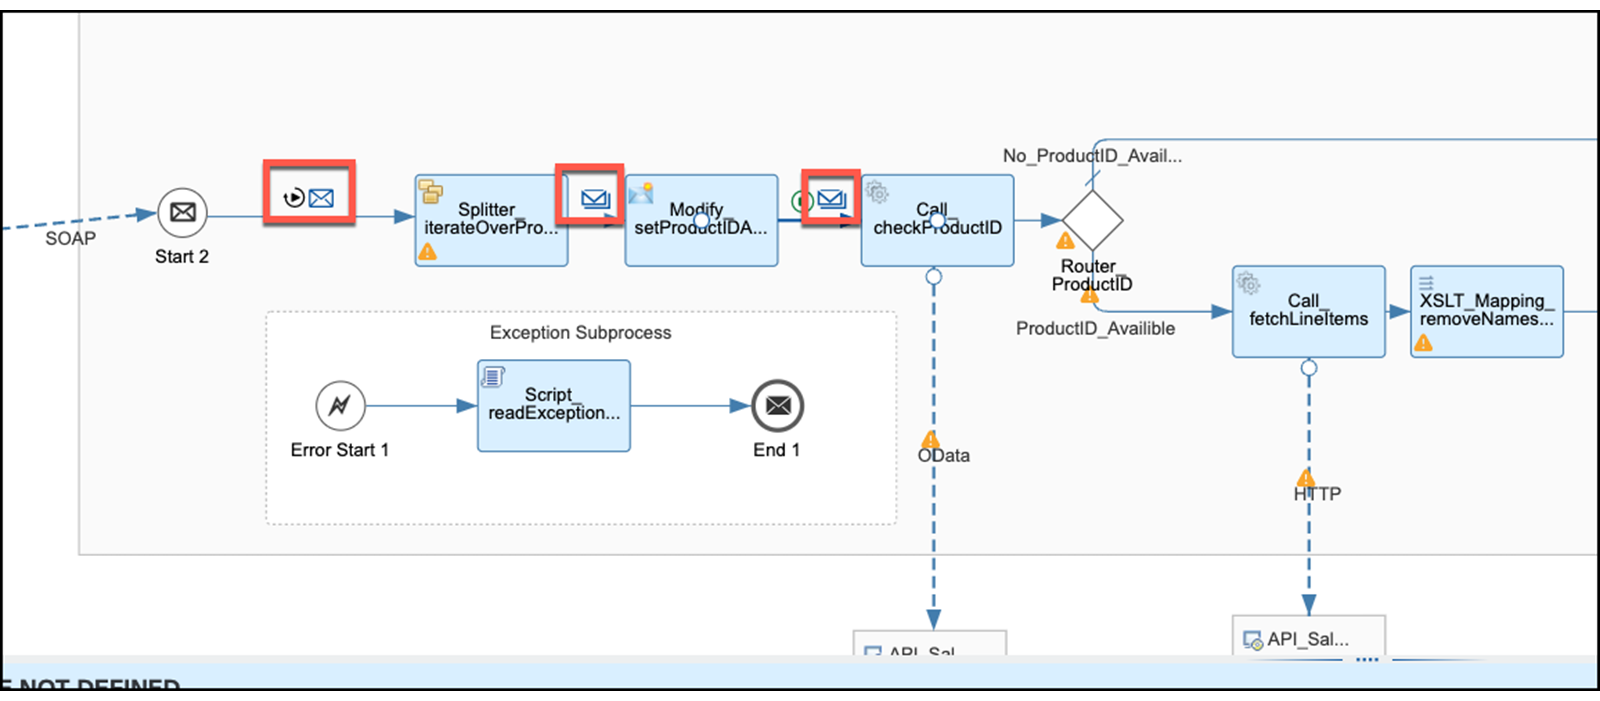 No_ProductID_Avail...
SOAP
Start 2
Splitter_
iterateOverPro...
Modify_
setProductIDA...
Call_
checkProductID
Router_
ProductID
ProductID_Availible
Call_
fetchLineItems
XSLT_Mapping_
removeNames...
Exception Subprocess
Error Start 1
Script_
readException...
End 1
OData
HTTP
API_Sal
API_Sal...
NOT DEFINED